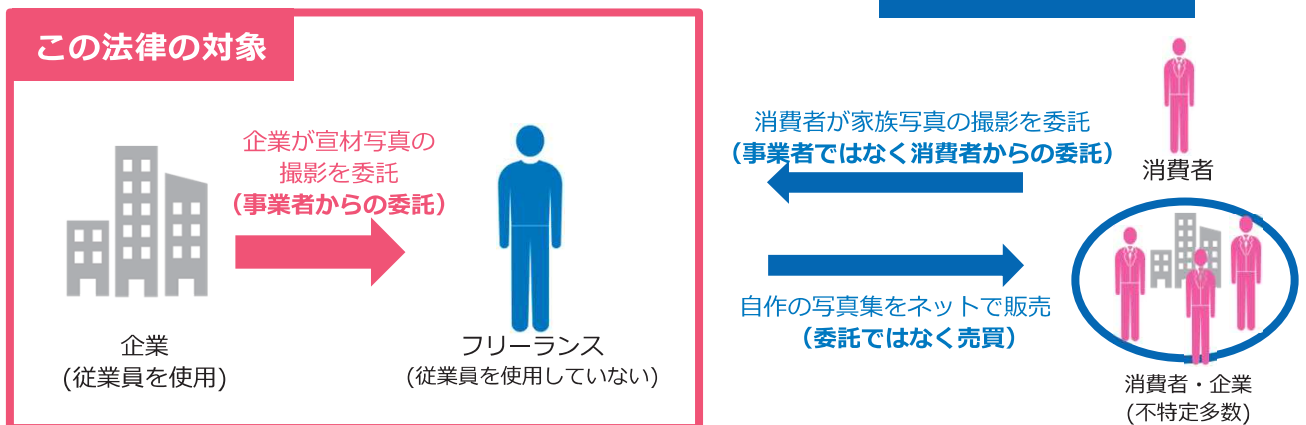 この法律の対象
企業が宣材写真の
撮影を委託
（事業者からの委託）
企業
(従業員を使用)
フリーランス
(従業員を使用していない)
消費者が家族写真の撮影を委託
（事業者ではなく消費者からの委託）
消費者
自作の写真集をネットで販売
（委託ではなく売買）
消費者・企業
(不特定多数)